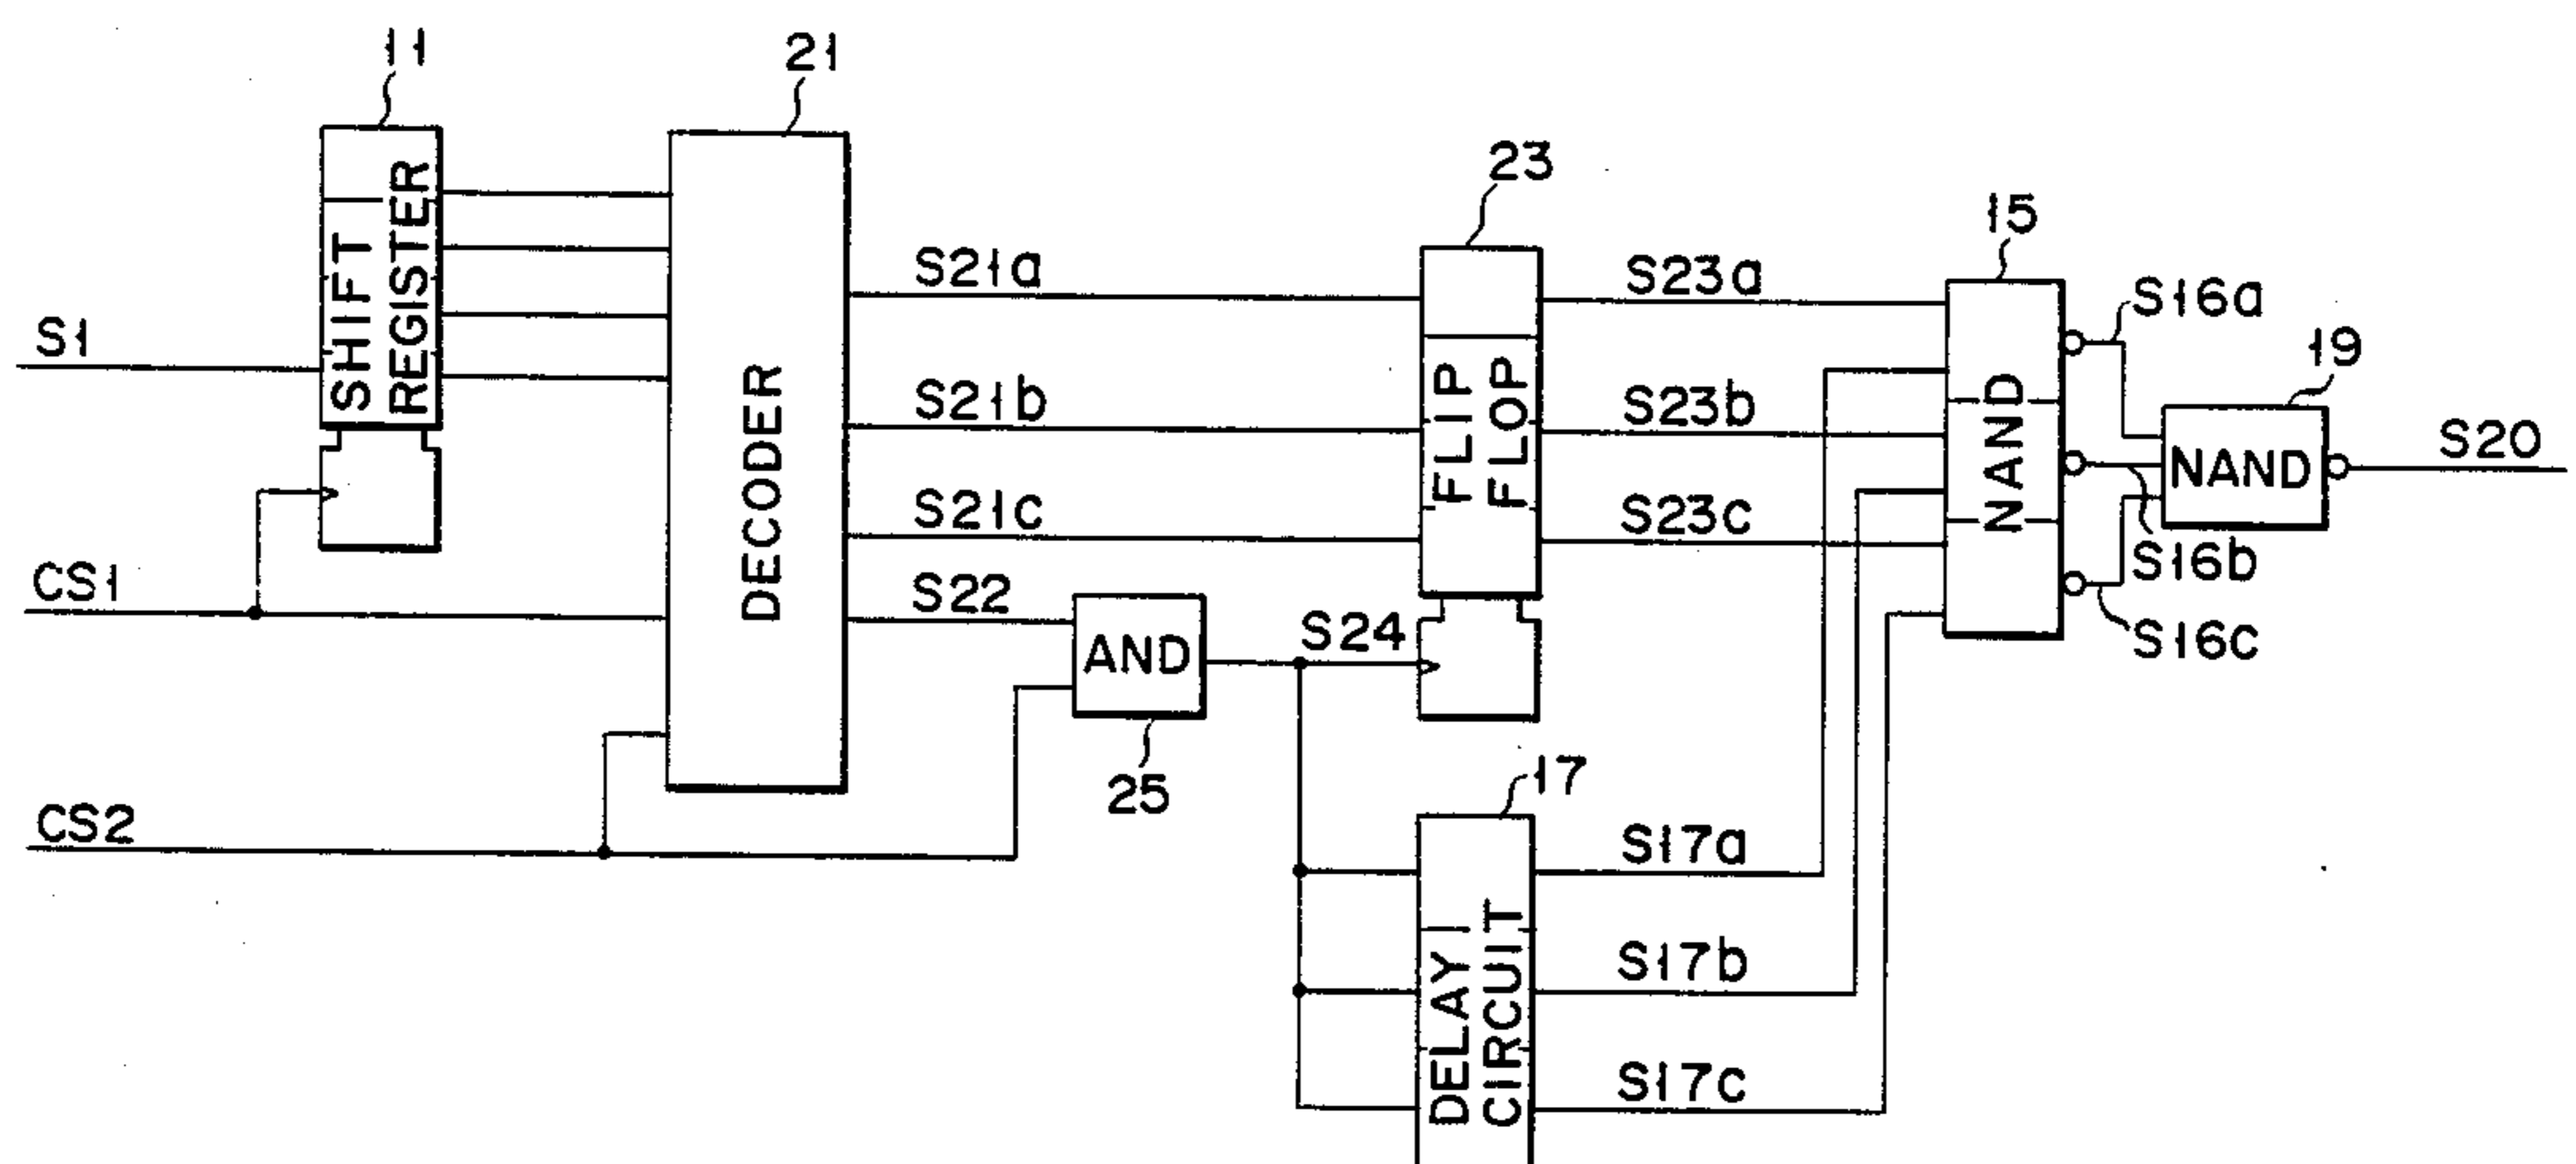 11
21
23
15
SHIFT
REGISTER
S1
CS1
CS2
DECODER
S21a
S21b
S21c
S22
AND
25
S24
FLIP
FLOP
S23a
S23b
S23c
NAND
S16a
S16b
S16c
19
NAND
S20
17
DELAY
CIRCUIT
S17a
S17b
S17c